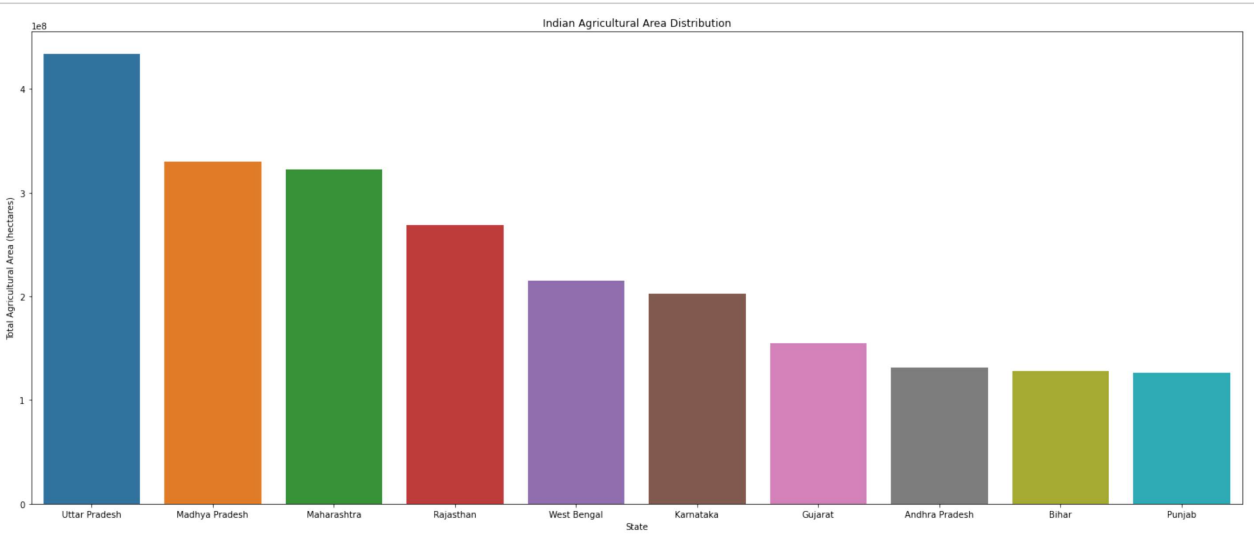 Indian Agricultural Area Distribution
1e8
4
3
2
1
0
Total Agricultural Area (hectares)
Uttar Pradesh
Madhya Pradesh
Maharashtra
Rajasthan
West Bengal
Karnataka
Gujarat
Andhra Pradesh
Bihar
Punjab
State